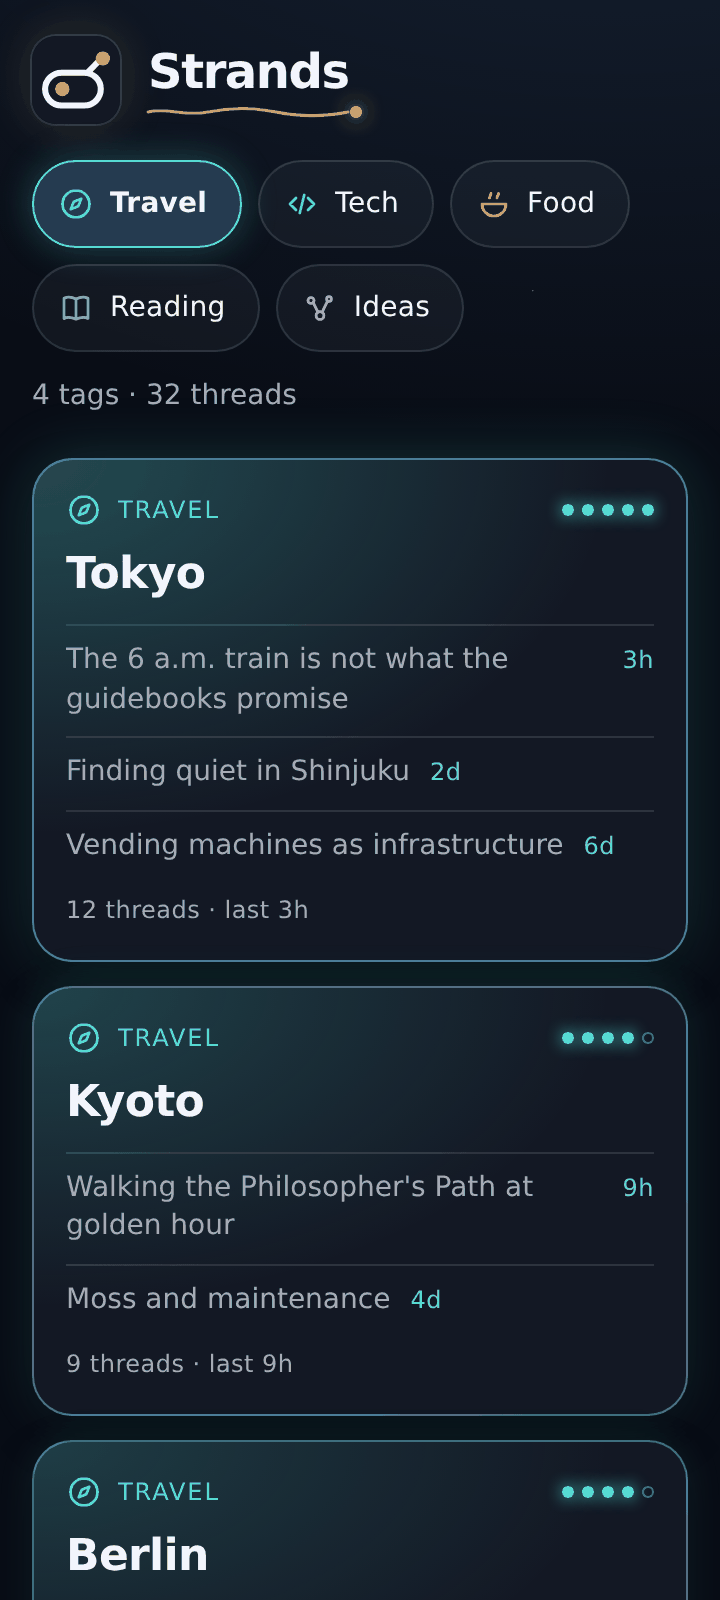 Strands
Travel
Tech
Food
Reading
Ideas
4 tags · 32 threads
TRAVEL
Tokyo
The 6 a.m. train is not what the 3h
guidebooks promise
Finding quiet in Shinjuku 2d
Vending machines as infrastructure 6d
12 threads · last 3h
TRAVEL
Kyoto
Walking the Philosopher's Path at 9h
golden hour
Moss and maintenance 4d
9 threads · last 9h
TRAVEL
Berlin